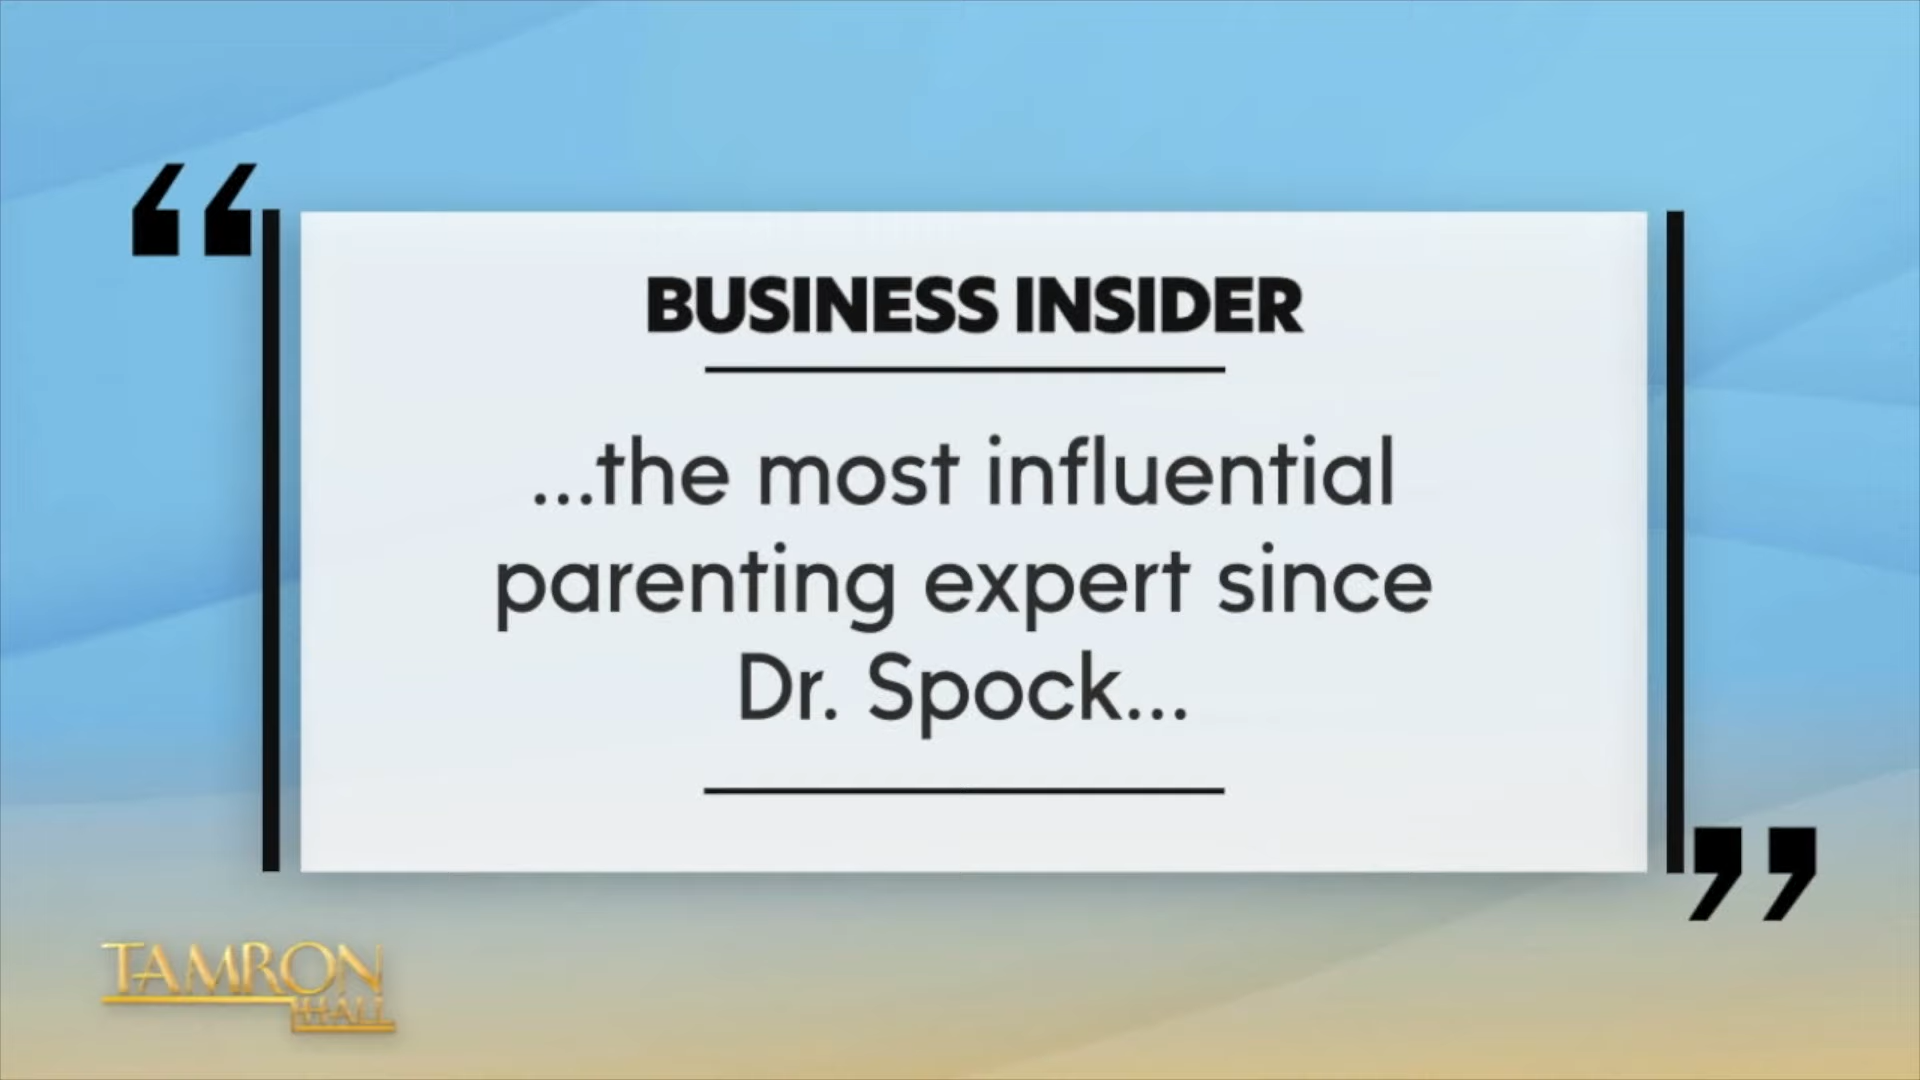 “
BUSINESS INSIDER
...the most influential
parenting expert since
Dr. Spock...
”
TAMRON
HALL